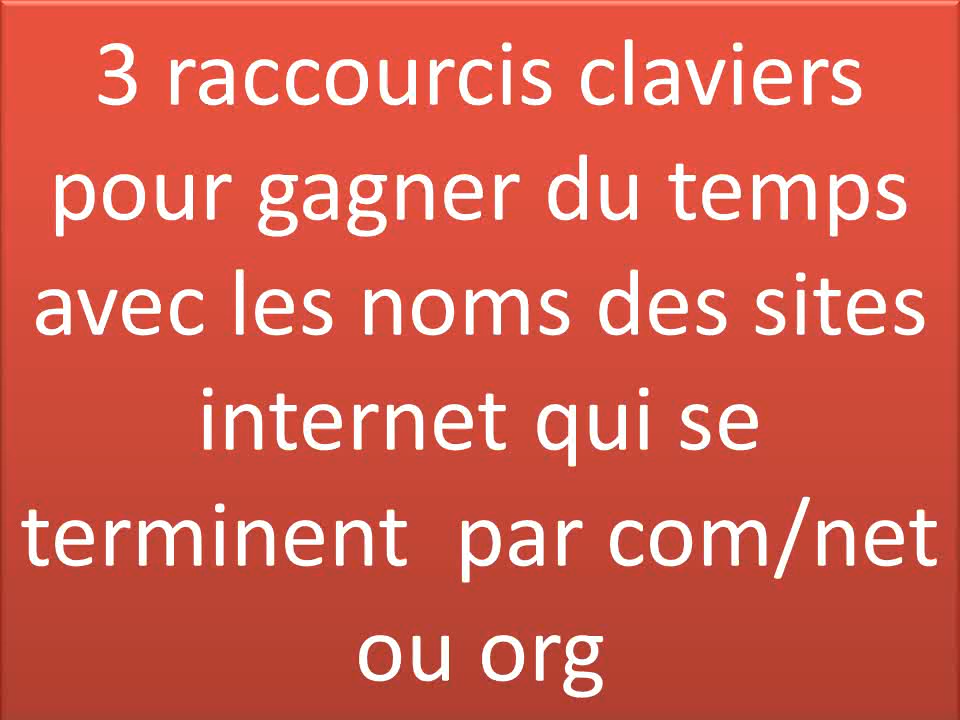 3 raccourcis claviers
pour gagner du temps
avec les noms des sites
internet qui se
terminent  par com/net
ou org